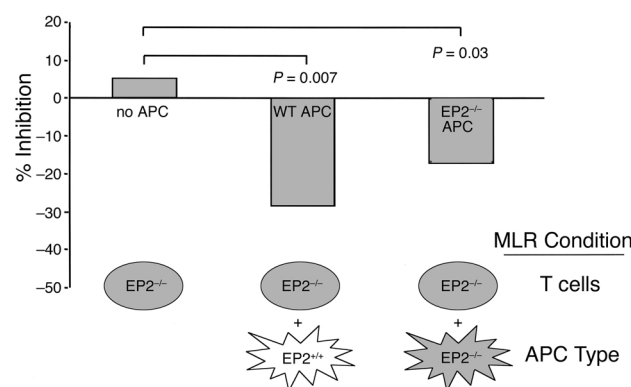 20
P = 0.03
10
P = 0.007
0
no APC
WT APC
EP2–/–
APC
–10
–20
–30
–40
–50
% Inhibition
MLR Condition
EP2–/–
EP2–/–
EP2–/–
T cells
+
+
EP2+/+
EP2–/–
APC Type